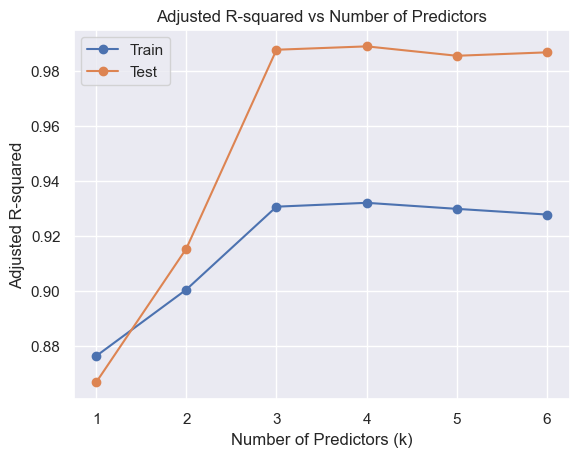 Adjusted R-squared vs Number of Predictors
Train
Test
Adjusted R-squared
0.98
0.96
0.94
0.92
0.90
0.88
1 2 3 4 5 6
Number of Predictors (k)